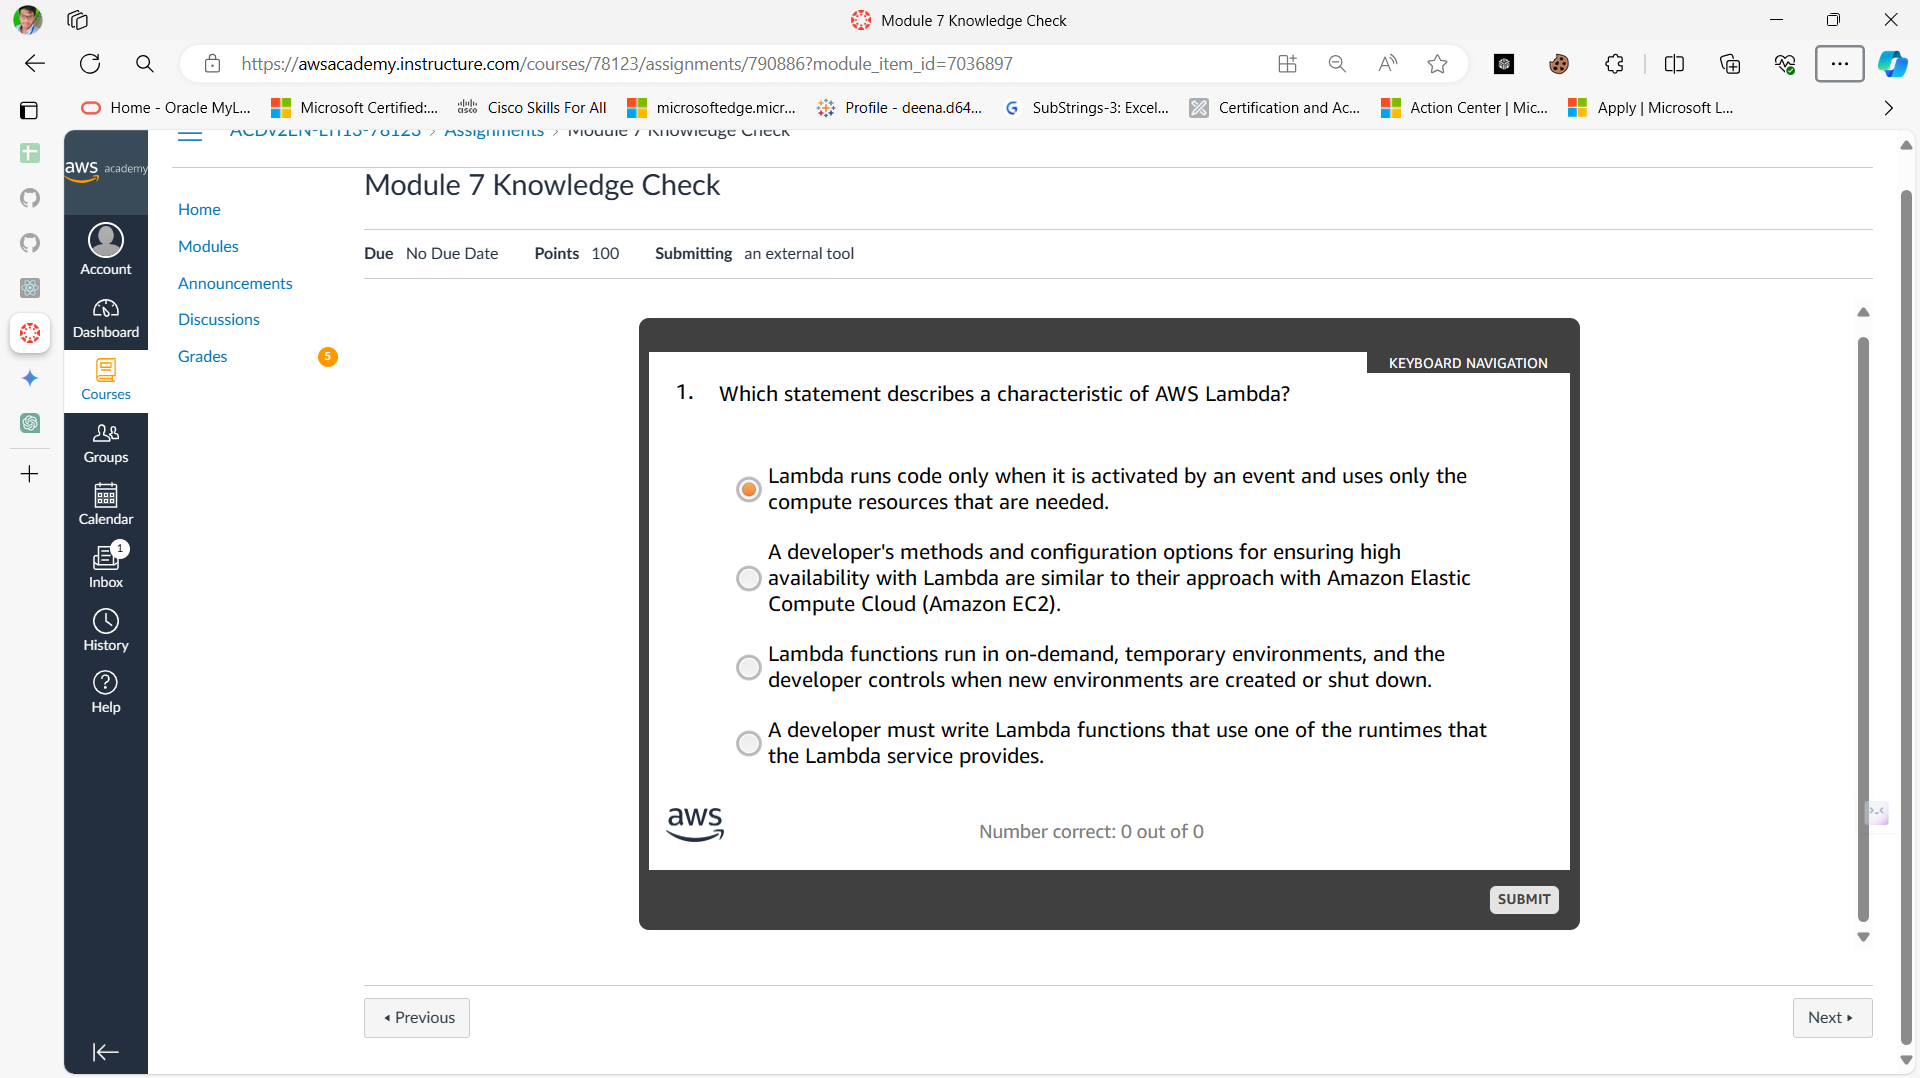 Module 7 Knowledge Check
https://awsacademy.instructure.com/courses/78123/assignments/790886?module_item_id=7036897
Home - Oracle MyL...
Microsoft Certified:...
Cisco Skills For All
microsoftedge.micr...
Profile - deena.d64...
SubStrings-3: Excel...
Certification and Ac...
Action Center | Mic...
Apply | Microsoft L...
ACDv2EN-LTI13-78123 › Assignments › Module 7 Knowledge Check
aws academy
Account
Dashboard
Courses
Groups
Calendar
1
Inbox
History
Help
Home
Modules
Announcements
Discussions
Grades
5
Module 7 Knowledge Check
Due No Due Date Points 100 Submitting an external tool
KEYBOARD NAVIGATION
1. Which statement describes a characteristic of AWS Lambda?
Lambda runs code only when it is activated by an event and uses only the
compute resources that are needed.
A developer's methods and configuration options for ensuring high
availability with Lambda are similar to their approach with Amazon Elastic
Compute Cloud (Amazon EC2).
Lambda functions run in on-demand, temporary environments, and the
developer controls when new environments are created or shut down.
A developer must write Lambda functions that use one of the runtimes that
the Lambda service provides.
aws
Number correct: 0 out of 0
SUBMIT
Previous
Next